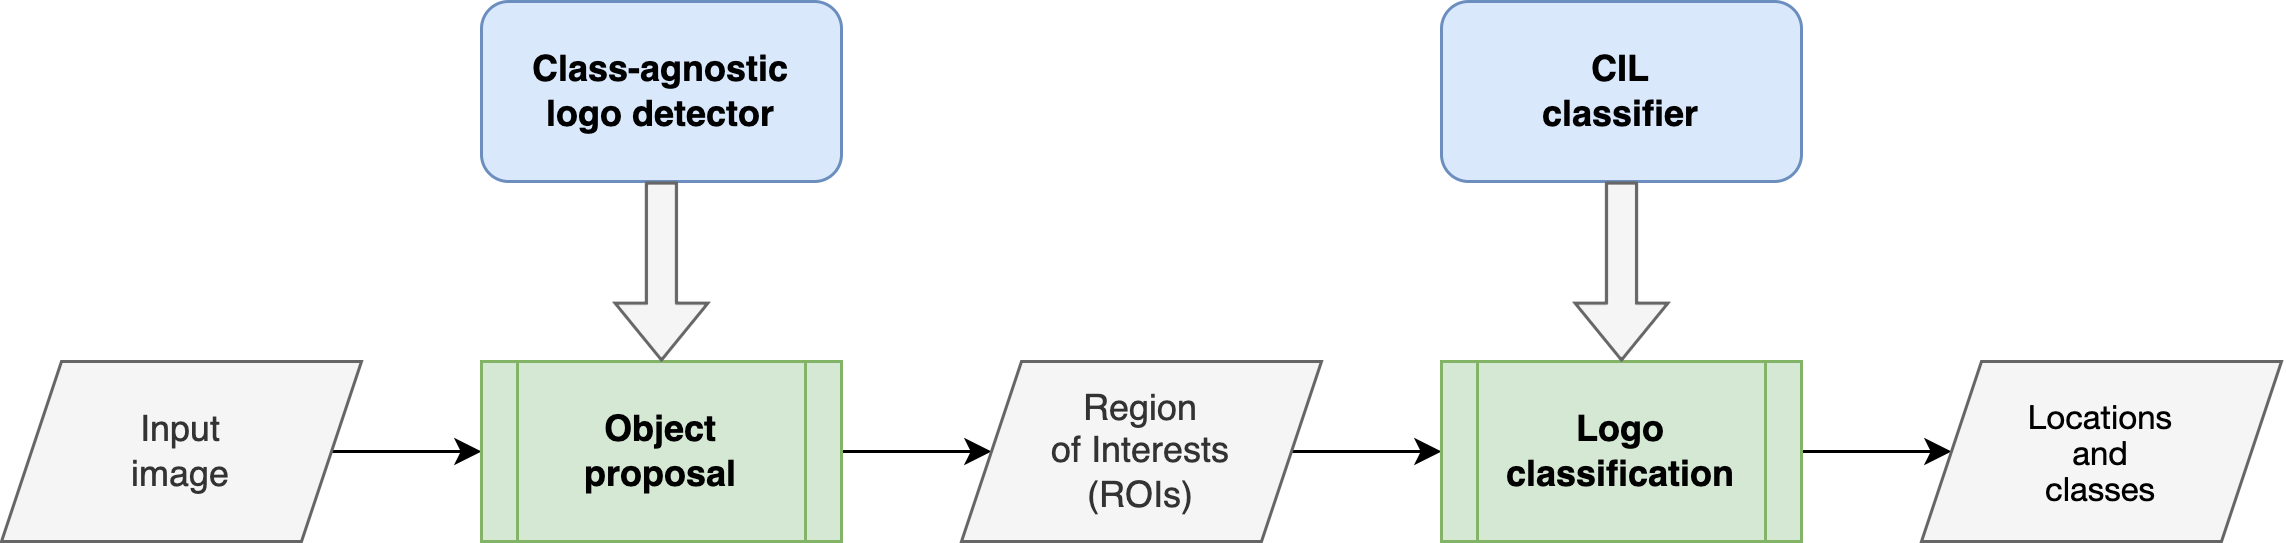 Class-agnostic
logo detector
CIL
classifier
Input
image
Object
proposal
Region
of Interests
(ROIs)
Logo
classification
Locations
and
classes